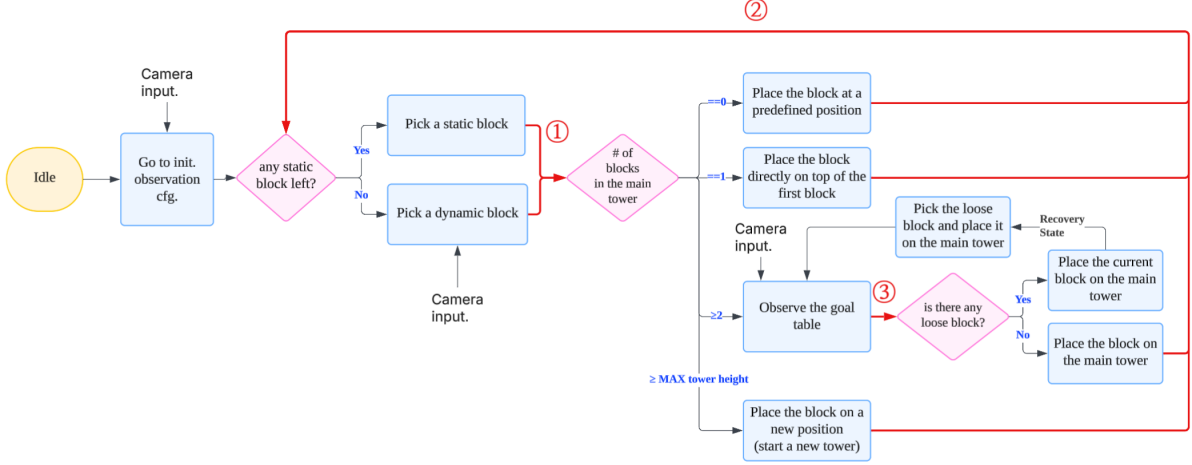 ②
Camera
input.
Idle
Go to init.
observation
cfg.
any static
block left?
Yes
No
Pick a static block
Pick a dynamic block
Camera
input.
①
# of
blocks
in the main
tower
==0
==1
≥2
≥ MAX tower height
Place the block at a
predefined position
Place the block
directly on top of the
first block
Camera
input.
Observe the goal
table
③
is there any
loose block?
Yes
No
Pick the loose
block and place it
on the main tower
Recovery
State
Place the current
block on the main
tower
Place the block on
the main tower
Place the block on a
new position
(start a new tower)